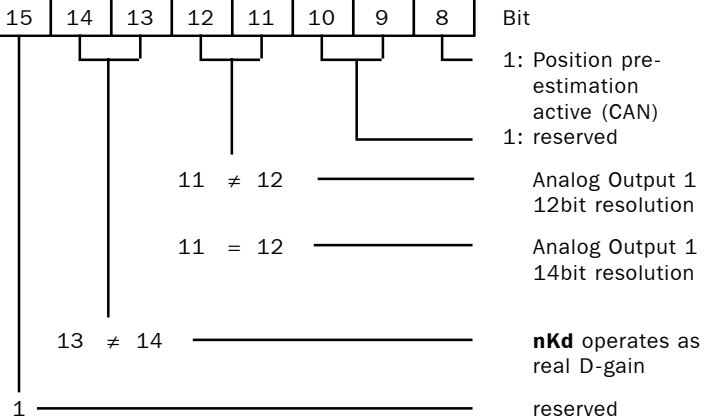 15 14 13 12 11 10 9 8 Bit
1: Position pre-
estimation
active (CAN)
1: reserved
11 ≠ 12 Analog Output 1
12bit resolution
11 = 12 Analog Output 1
14bit resolution
13 ≠ 14 nKd operates as
real D-gain
1 reserved